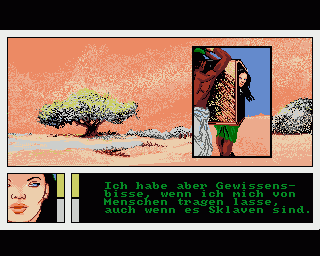 Ich habe aber Gewissens-
bisse, wenn ich mich von
Menschen tragen lasse,
auch wenn es Sklaven sind.